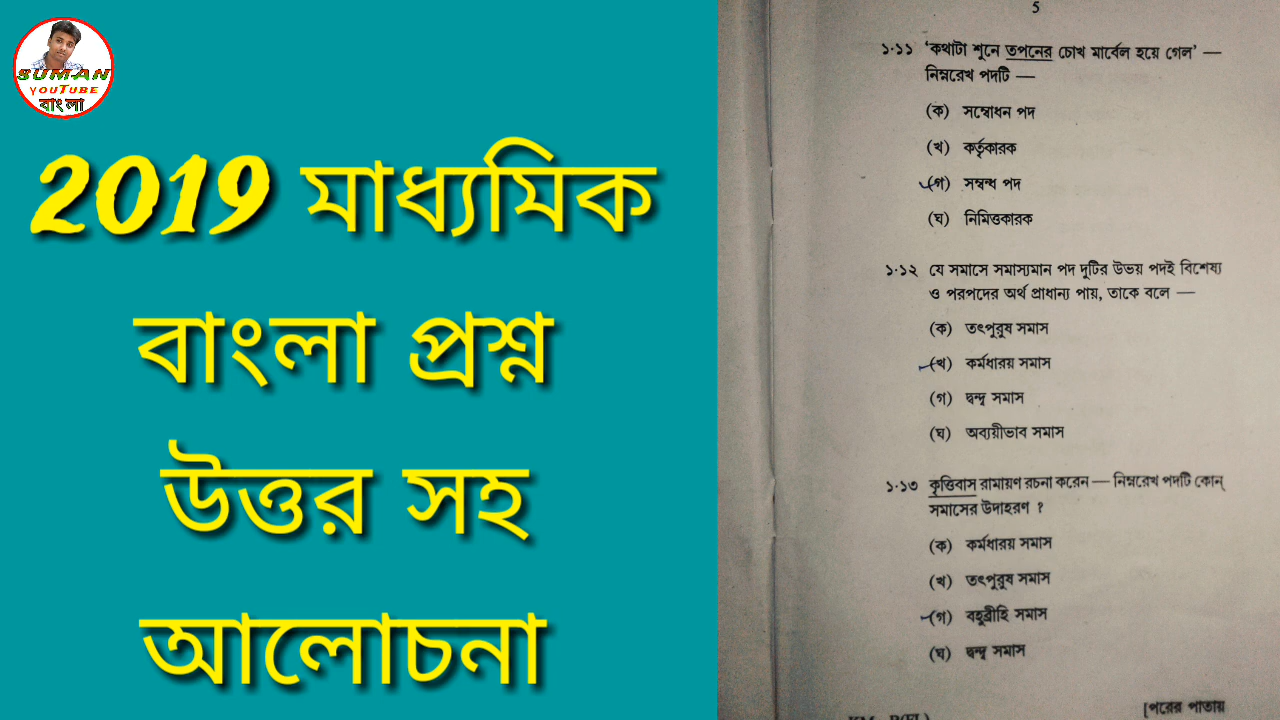 SUMAN
YOUTUBE
বাংলা
2019 মাধ্যমিক
বাংলা প্রশ্ন
উত্তর সহ
আলোচনা
5
১·১১ ‘কথাটা শুনে তপনের চোখ মার্বেল হয়ে গেল’ —
নিম্নরেখ পদটি —
(ক) সম্বোধন পদ
(খ) কর্তৃকারক
(গ) সম্বন্ধ পদ
(ঘ) নিমিত্তকারক
১·১২ যে সমাসে সমাস্যমান পদ দুটির উভয় পদই বিশেষ্য
ও পরপদের অর্থ প্রাধান্য পায়, তাকে বলে —
(ক) তৎপুরুষ সমাস
(খ) কর্মধারয় সমাস
(গ) দ্বন্দ্ব সমাস
(ঘ) অব্যয়ীভাব সমাস
১·১৩ কৃত্তিবাস রামায়ণ রচনা করেন — নিম্নরেখ পদটি কোন্
সমাসের উদাহরণ ?
(ক) কর্মধারয় সমাস
(খ) তৎপুরুষ সমাস
(গ) বহুব্রীহি সমাস
(ঘ) দ্বন্দ্ব সমাস
[পরের পাতায়